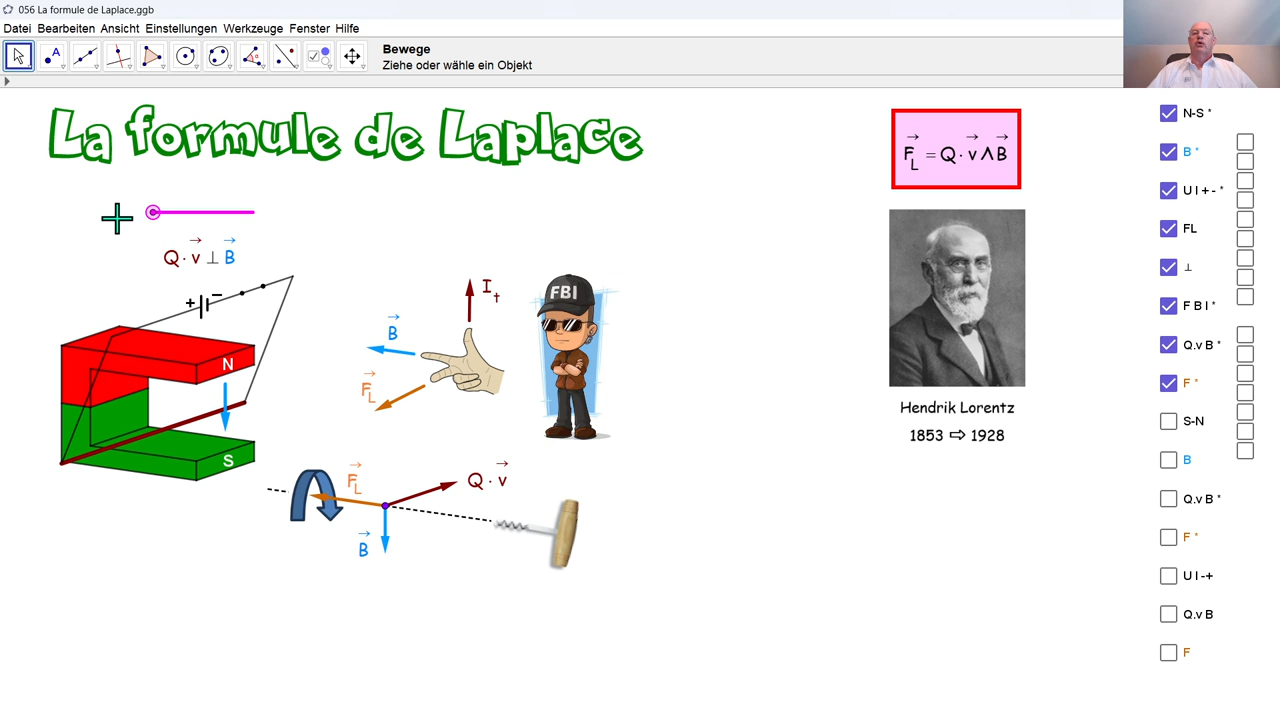 056 La formule de Laplace.ggb
Datei Bearbeiten Ansicht Einstellungen Werkzeuge Fenster Hilfe
A
Bewege
Ziehe oder wähle ein Objekt
La formule de Laplace
F_L = Q · v ∧ B
Q · v ⊥ B
+ −
N
S
I_t
B
F_L
FBI
F_L
Q · v
B
Hendrik Lorentz
1853 ⇨ 1928
N-S *
B *
U I + - *
FL
⊥
F B I *
Q.v B *
F *
S-N
B
Q.v B *
F *
U I -+
Q.v B
F